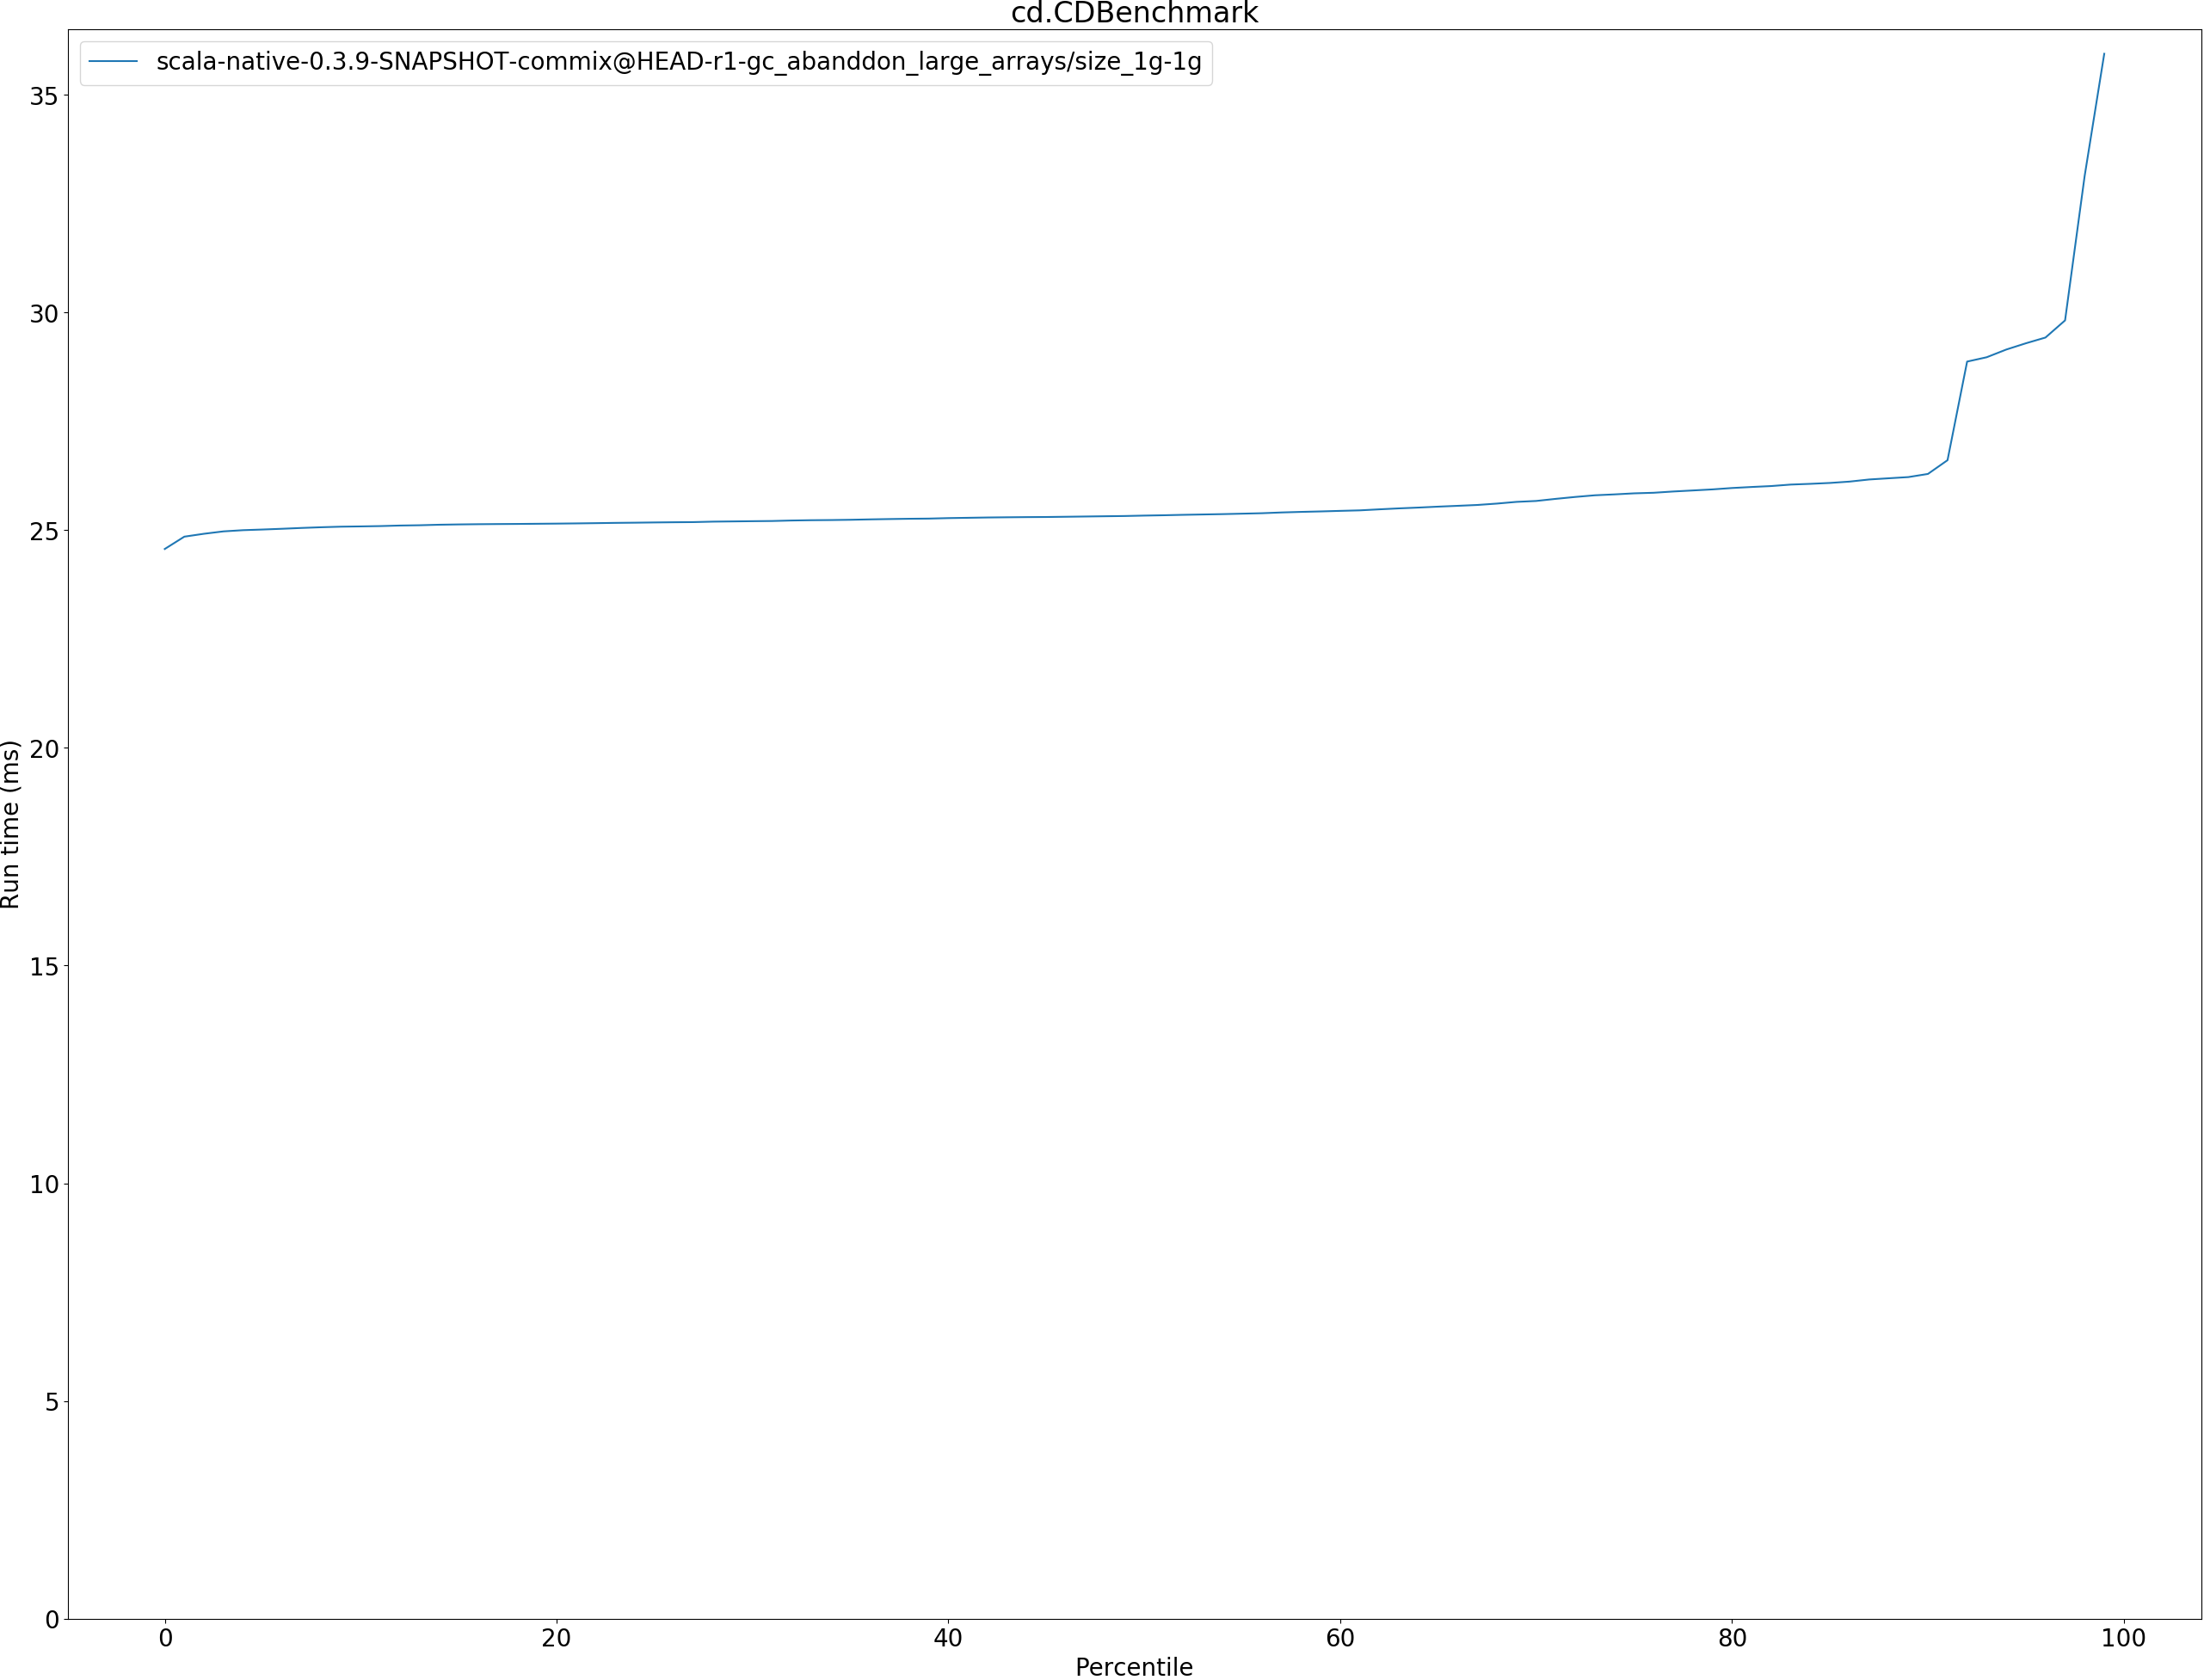 cd.CDBenchmark
scala-native-0.3.9-SNAPSHOT-commix@HEAD-r1-gc_abanddon_large_arrays/size_1g-1g
35
30
25
20
15
10
5
0
Run time (ms)
0 20 40 60 80 100
Percentile